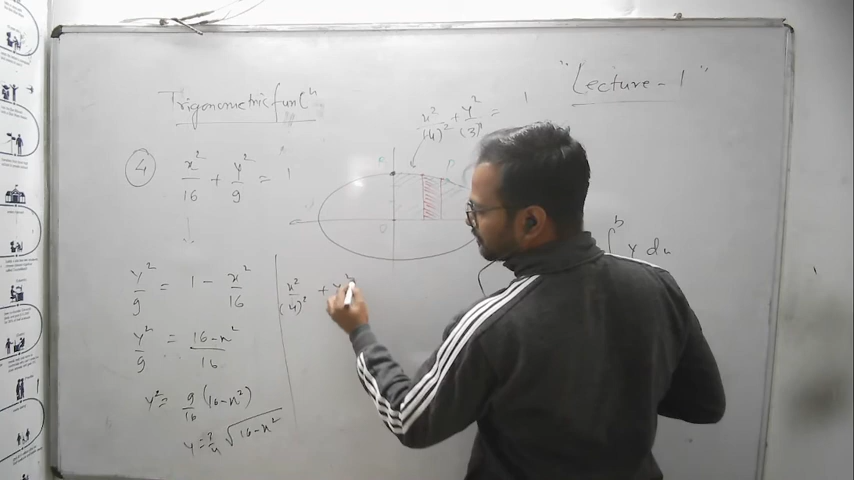 "Lecture-1"
Trigonometric funcⁿ
x²/(4)² + y²/(3)² = 1
④ x²/16 + y²/9 = 1
O
∫ᵇ y dx
y²/9 = 1 - x²/16
x²/(4)² + y²
y²/9 = 16-x²/16
y² = 9/16 (16-x²)
y = 3/4 √16-x²